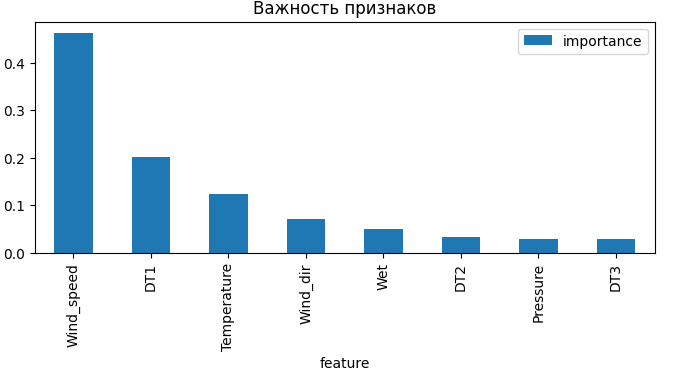 Важность признаков
importance
0.4
0.3
0.2
0.1
0.0
Wind_speed
DT1
Temperature
Wind_dir
Wet
DT2
Pressure
DT3
feature